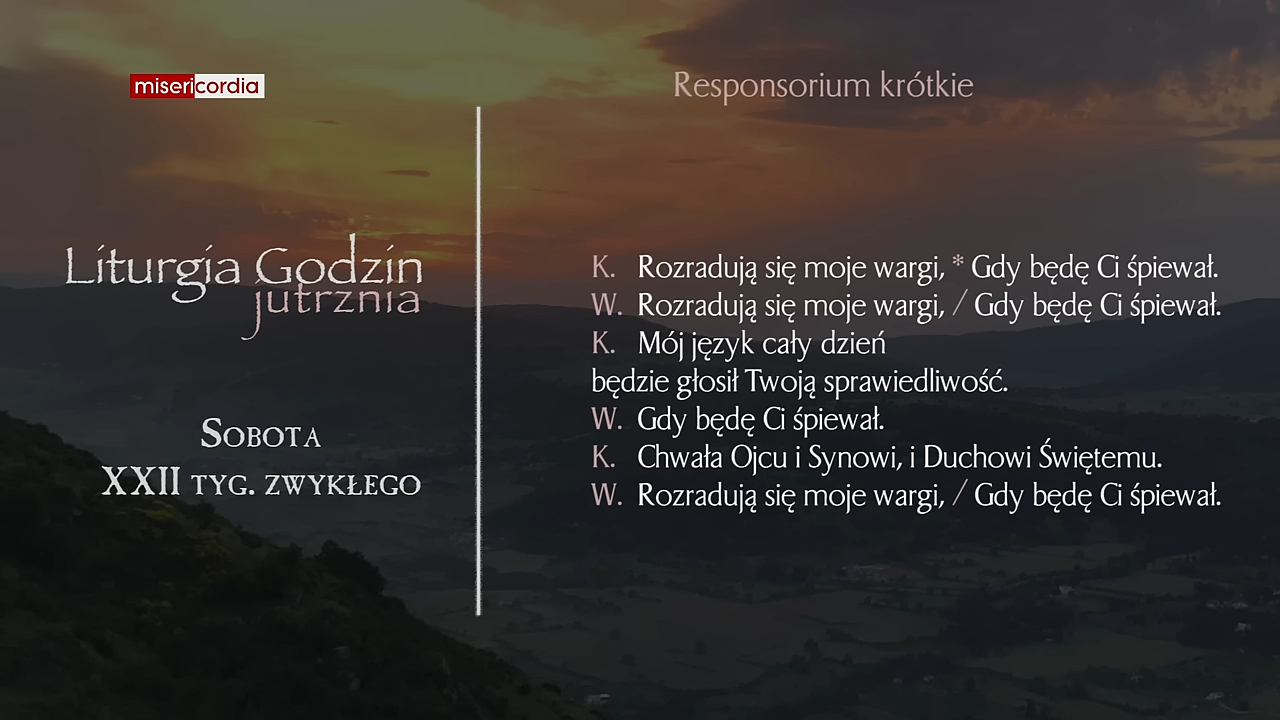 misericordia
Responsorium krótkie
Liturgia Godzin
jutrznia
Sobota
XXII tyg. zwykłego
K. Rozradują się moje wargi, * Gdy będę Ci śpiewał.
W. Rozradują się moje wargi, / Gdy będę Ci śpiewał.
K. Mój język cały dzień
będzie głosił Twoją sprawiedliwość.
W. Gdy będę Ci śpiewał.
K. Chwała Ojcu i Synowi, i Duchowi Świętemu.
W. Rozradują się moje wargi, / Gdy będę Ci śpiewał.